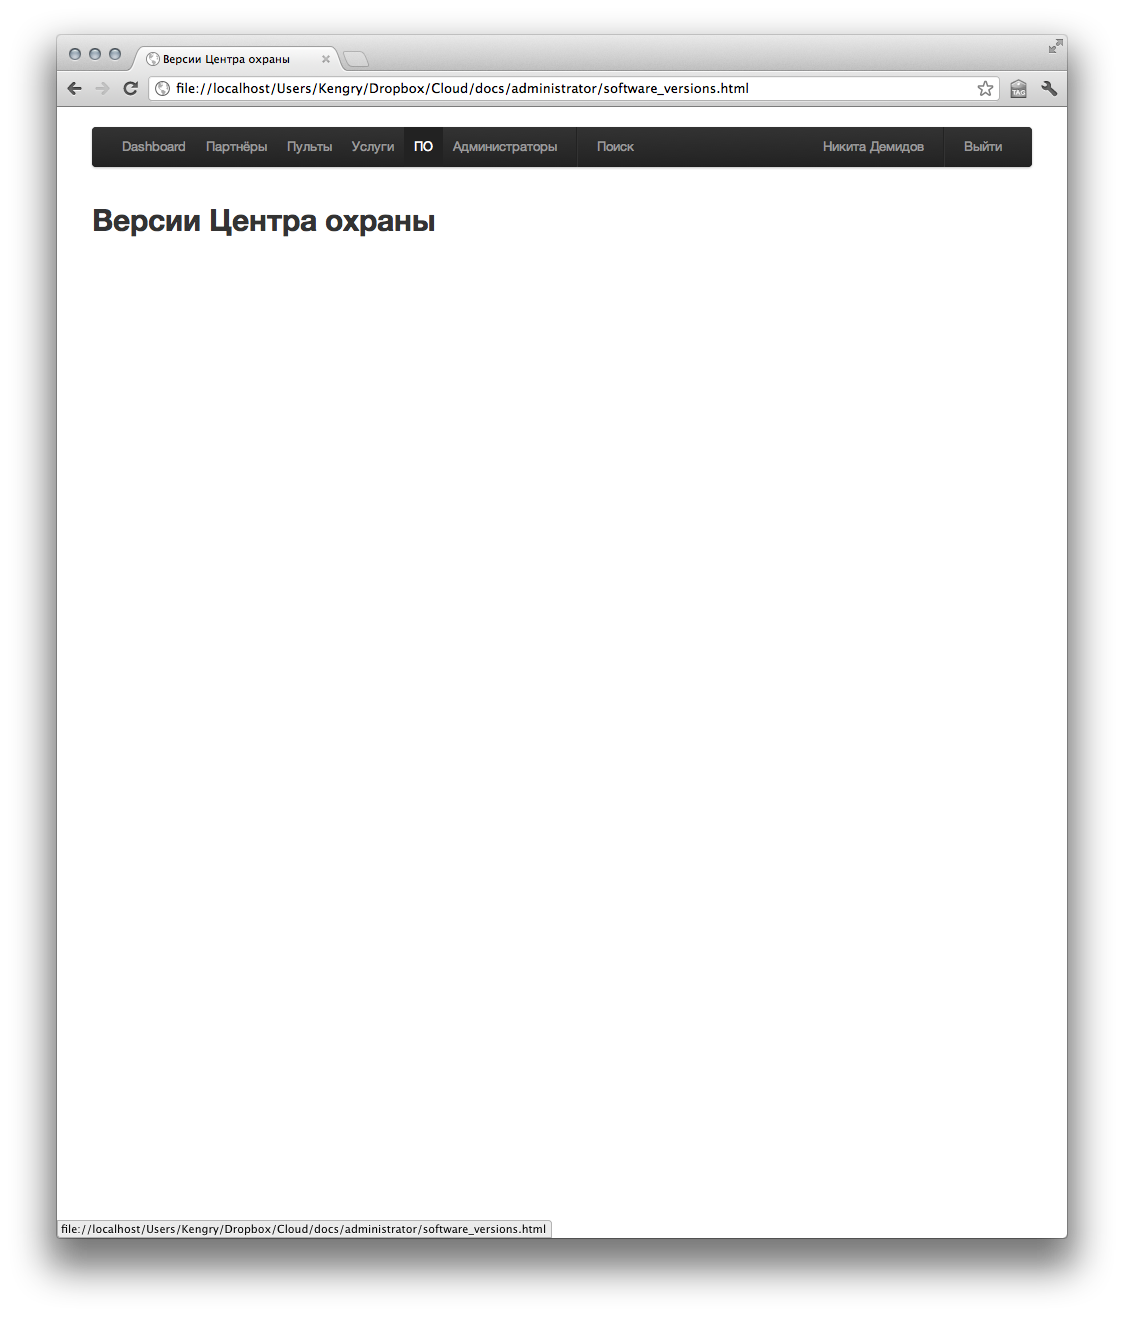 Версии Центра охраны
file://localhost/Users/Kengry/Dropbox/Cloud/docs/administrator/software_versions.html
TAG
Dashboard Партнёры Пульты Услуги ПО Администраторы Поиск Никита Демидов Выйти
Версии Центра охраны
file://localhost/Users/Kengry/Dropbox/Cloud/docs/administrator/software_versions.html